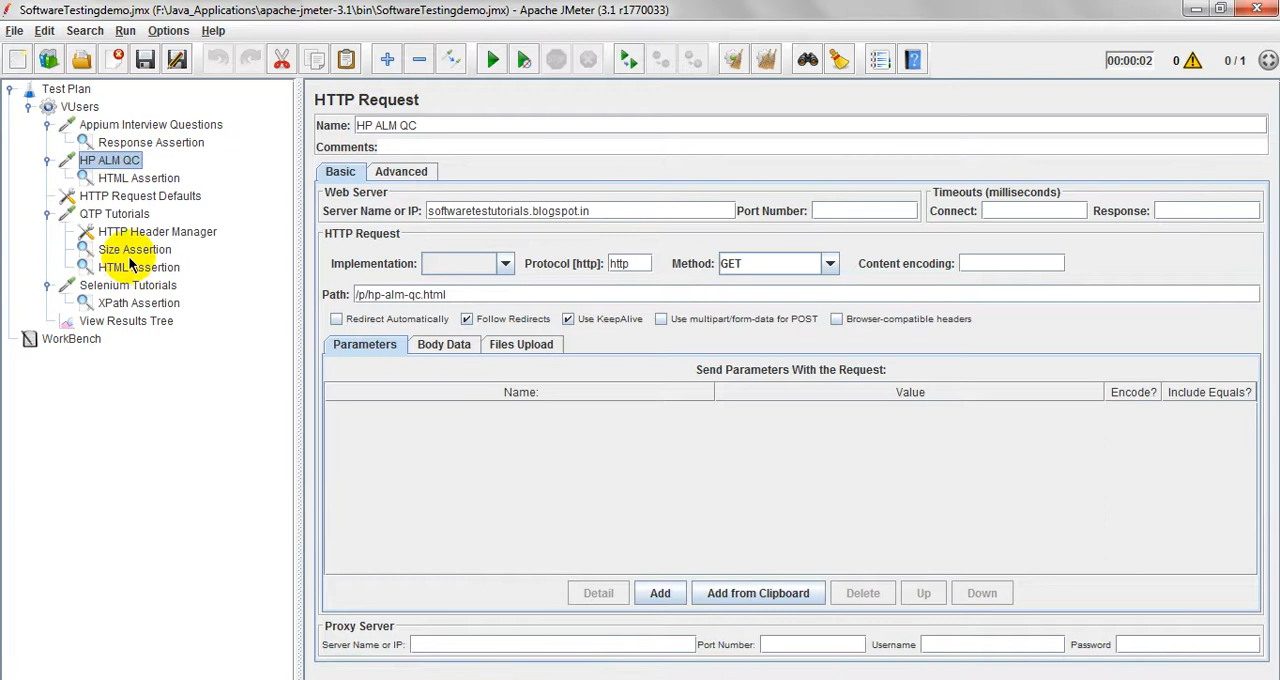 SoftwareTestingdemo.jmx (F:\Java_Applications\apache-jmeter-3.1\bin\SoftwareTestingdemo.jmx) - Apache JMeter (3.1 r1770033)
File Edit Search Run Options Help
00:00:02 0 0 / 1
Test Plan
VUsers
Appium Interview Questions
Response Assertion
HP ALM QC
HTML Assertion
HTTP Request Defaults
QTP Tutorials
HTTP Header Manager
Size Assertion
HTML Assertion
Selenium Tutorials
XPath Assertion
View Results Tree
WorkBench
HTTP Request
Name: HP ALM QC
Comments:
Basic Advanced
Web Server Timeouts (milliseconds)
Server Name or IP: softwaretestutorials.blogspot.in Port Number: Connect: Response:
HTTP Request
Implementation: Protocol [http]: http Method: GET Content encoding:
Path: /p/hp-alm-qc.html
Redirect Automatically Follow Redirects Use KeepAlive Use multipart/form-data for POST Browser-compatible headers
Parameters Body Data Files Upload
Send Parameters With the Request:
Name: Value Encode? Include Equals?
Detail Add Add from Clipboard Delete Up Down
Proxy Server
Server Name or IP: Port Number: Username Password